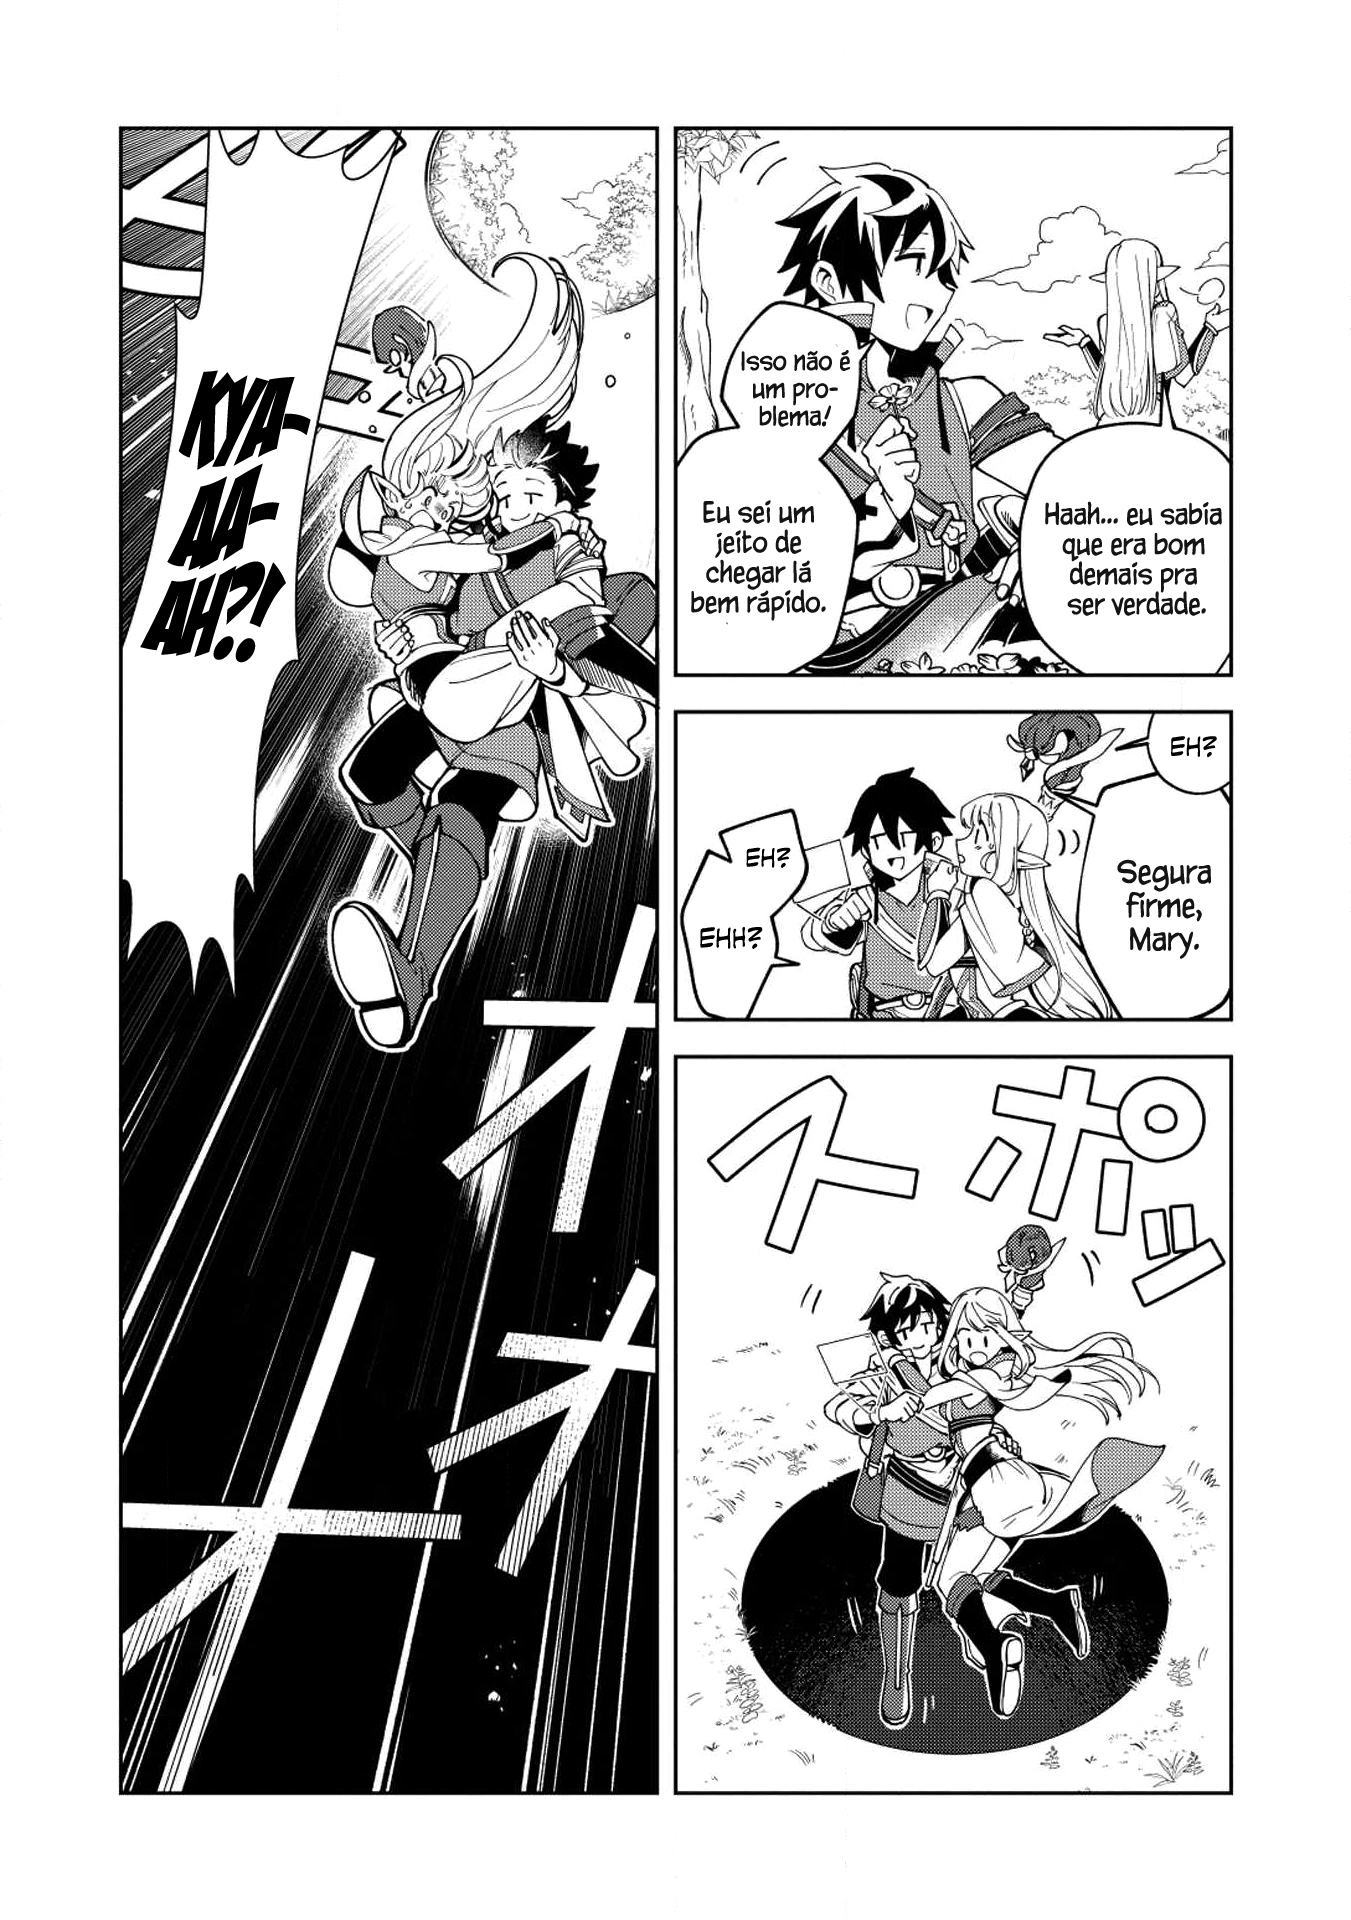 Haah... eu sabia
que era bom
demais pra
ser verdade.
Isso não é
um pro-
blema!
Eu sei um
jeito de
chegar lá
bem rápido.
EH?
Segura
firme,
Mary.
EH?
EHH?
スポッ
KYA-
AA-
AH?!
オオオ